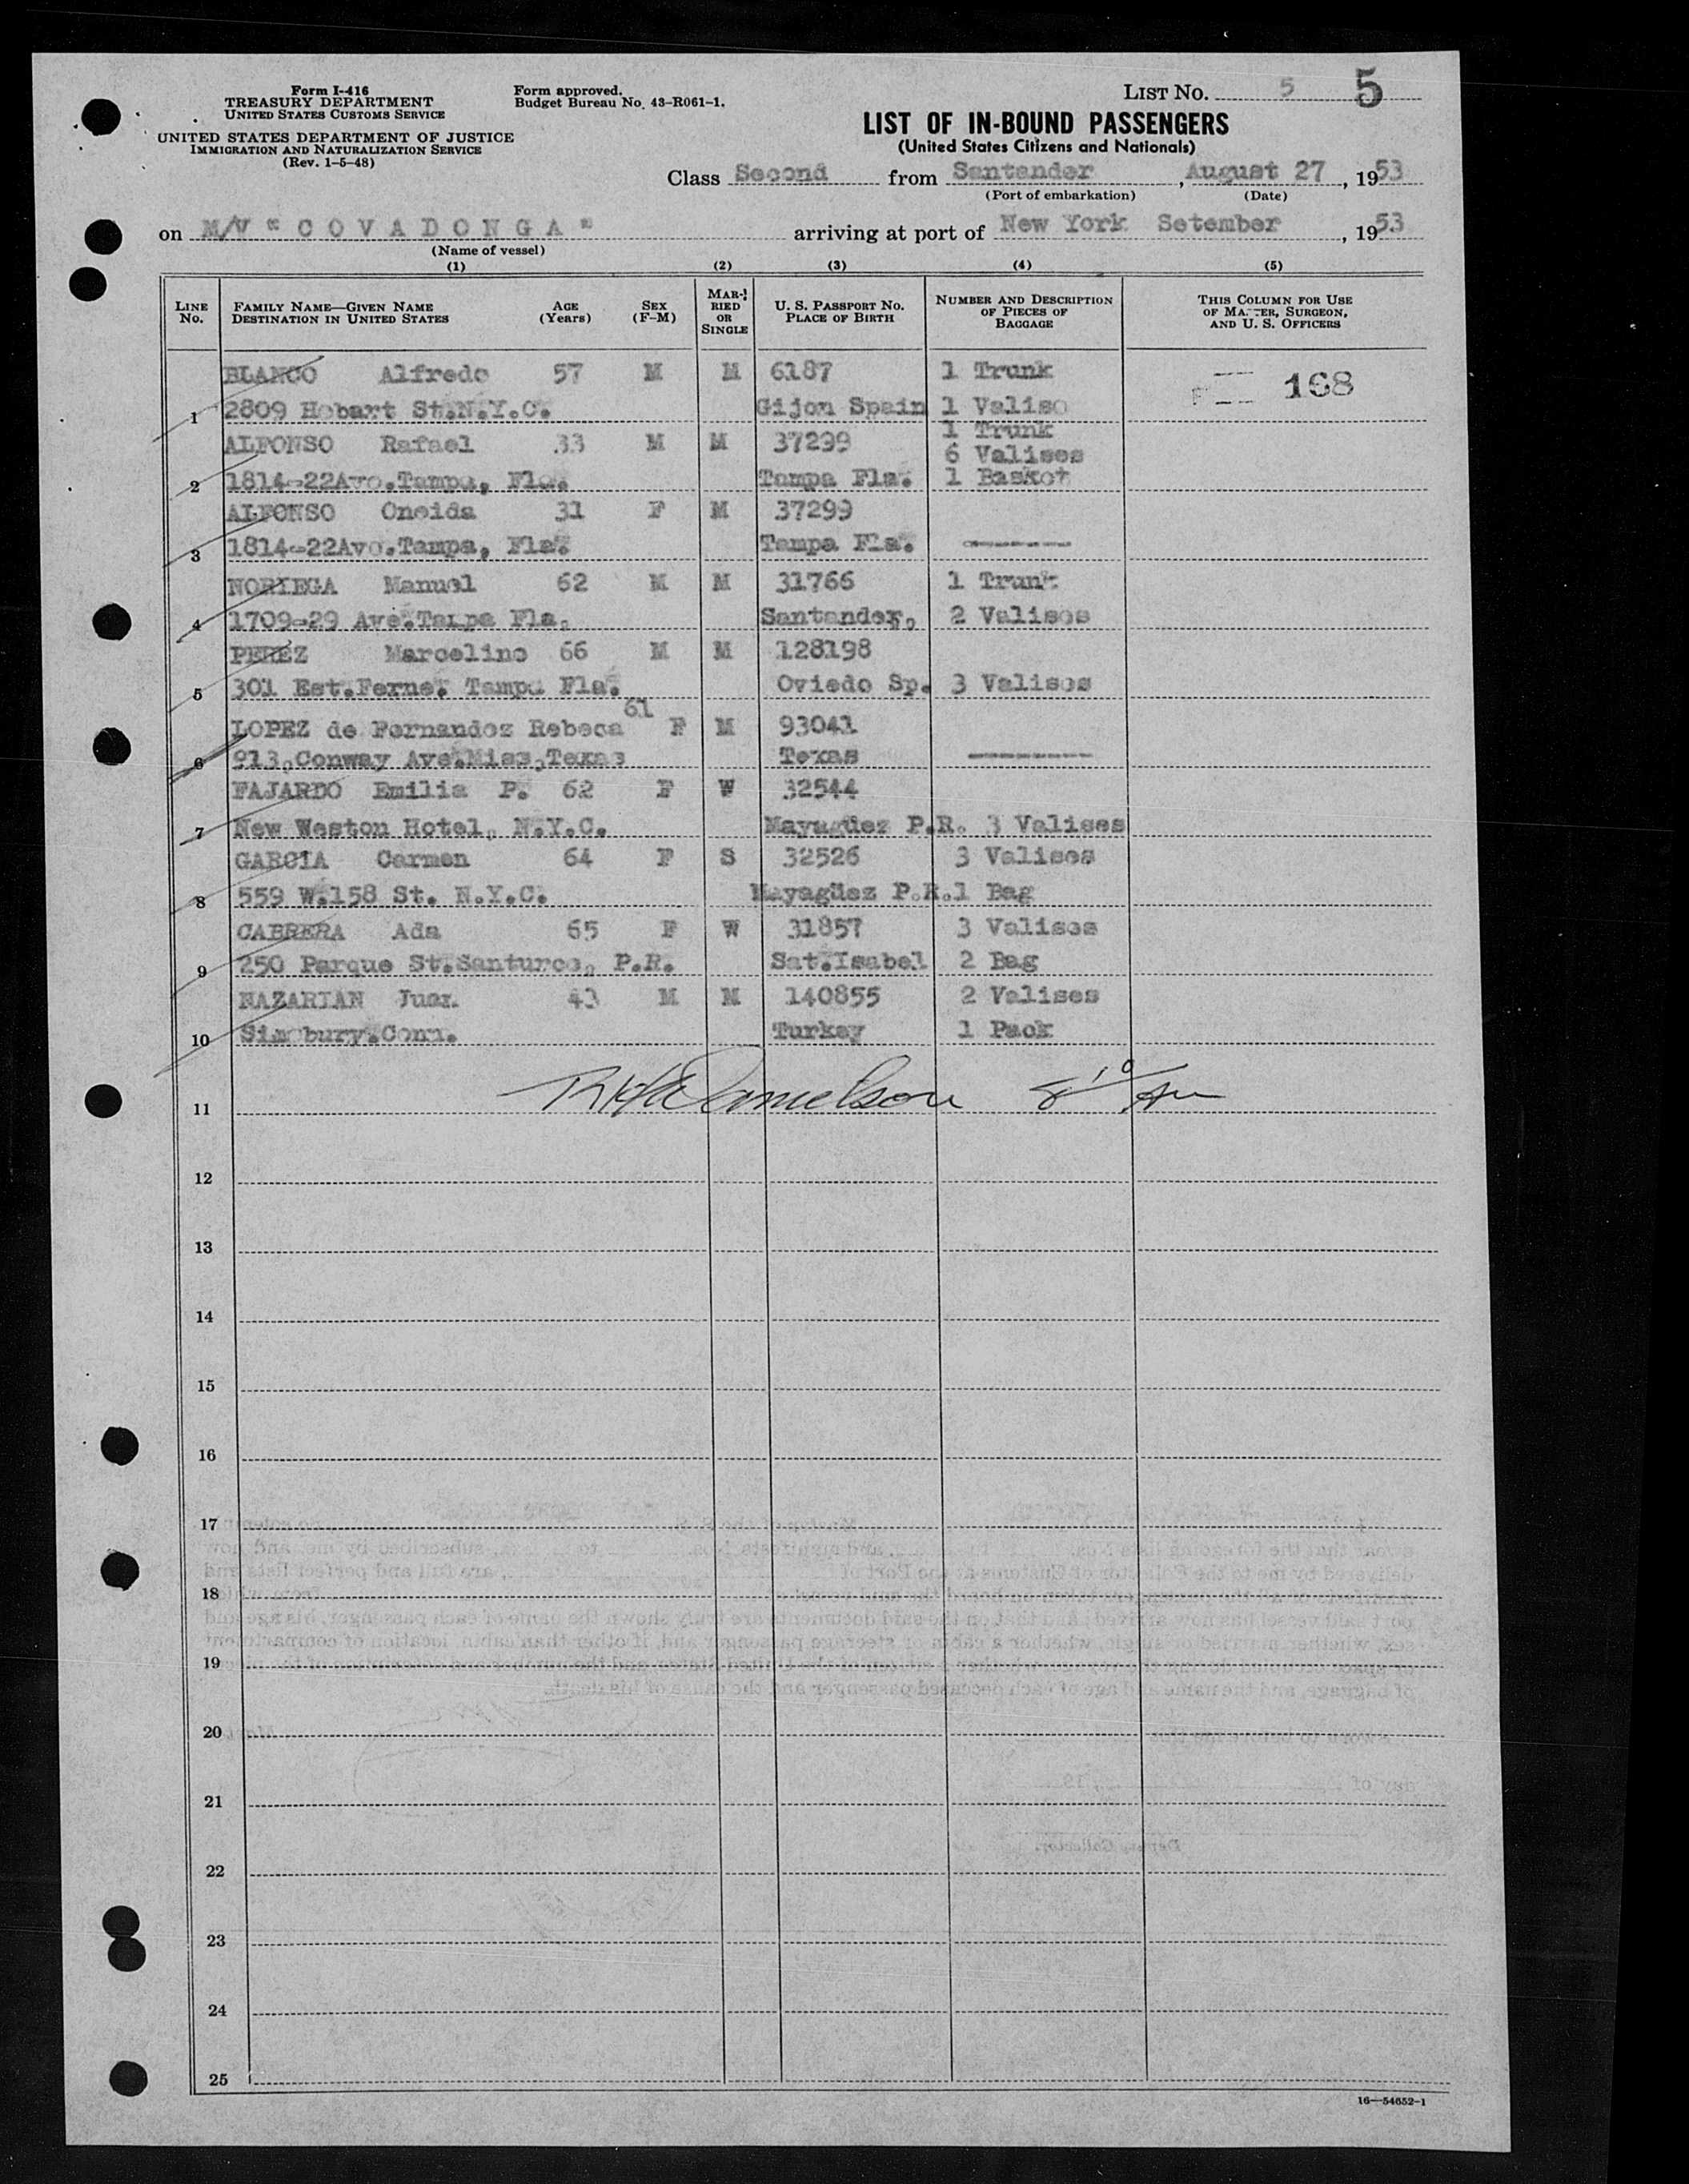 Form I-416
TREASURY DEPARTMENT
UNITED STATES CUSTOMS SERVICE
UNITED STATES DEPARTMENT OF JUSTICE
IMMIGRATION AND NATURALIZATION SERVICE
(Rev. 1-5-48)
Form approved.
Budget Bureau No. 43-R061-1.
LIST NO. 5 5
LIST OF IN-BOUND PASSENGERS
(United States Citizens and Nationals)
Class Second from Santander, August 27, 1953
(Port of embarkation) (Date)
on M/V "COVADONGA" arriving at port of New York Setember, 1953
(Name of vessel)
(1) (2) (3) (4) (5)
LINE No. FAMILY NAME—GIVEN NAME DESTINATION IN UNITED STATES AGE (Years) SEX (F-M) MARRIED OR SINGLE U. S. PASSPORT NO. PLACE OF BIRTH NUMBER AND DESCRIPTION OF PIECES OF BAGGAGE THIS COLUMN FOR USE OF MASTER, SURGEON, AND U. S. OFFICERS
BLANCO Alfredo 57 M M 6187 1 Trunk 168
1 2809 Hobart St.N.Y.C. Gijon Spain 1 Valise
ALFONSO Rafael 33 M M 37299 1 Trunk
6 Valises
2 1814-22Ave.Tampa, Fla. Tampa Fla. 1 Basket
ALFONSO Oneida 31 F M 37299
3 1814-22Ave.Tampa, Fla. Tampa Fla. --------
NORIEGA Manuel 62 M M 31766 1 Trunk
4 1709-29 Ave.Tampa Fla. Santander, 2 Valises
PEREZ Marcelino 66 M M 128198
5 301 Est.Ferne. Tampa Fla. Oviedo Sp. 3 Valises
LOPEZ de Fernandez Rebeca 61 F M 93041
6 913,Conway Ave.Miss,Texas Texas --------
FAJARDO Emilia P. 62 F W 32544
7 New Weston Hotel, N.Y.C. Mayagüez P.R. 3 Valises
GARCIA Carmen 64 F S 32526 3 Valises
8 559 W.158 St. N.Y.C. Mayagüez P.R. 1 Bag
CABRERA Ada 65 F W 31857 3 Valises
9 250 Parque St.Santurce, P.R. Sat.Isabel 2 Bag
NAZARIAN Juan 43 M M 140855 2 Valises
10 Simsbury.Conn. Turkey 1 Pack
11
12
13
14
15
16
17
18
19
20
21
22
23
24
25
16—54652-1